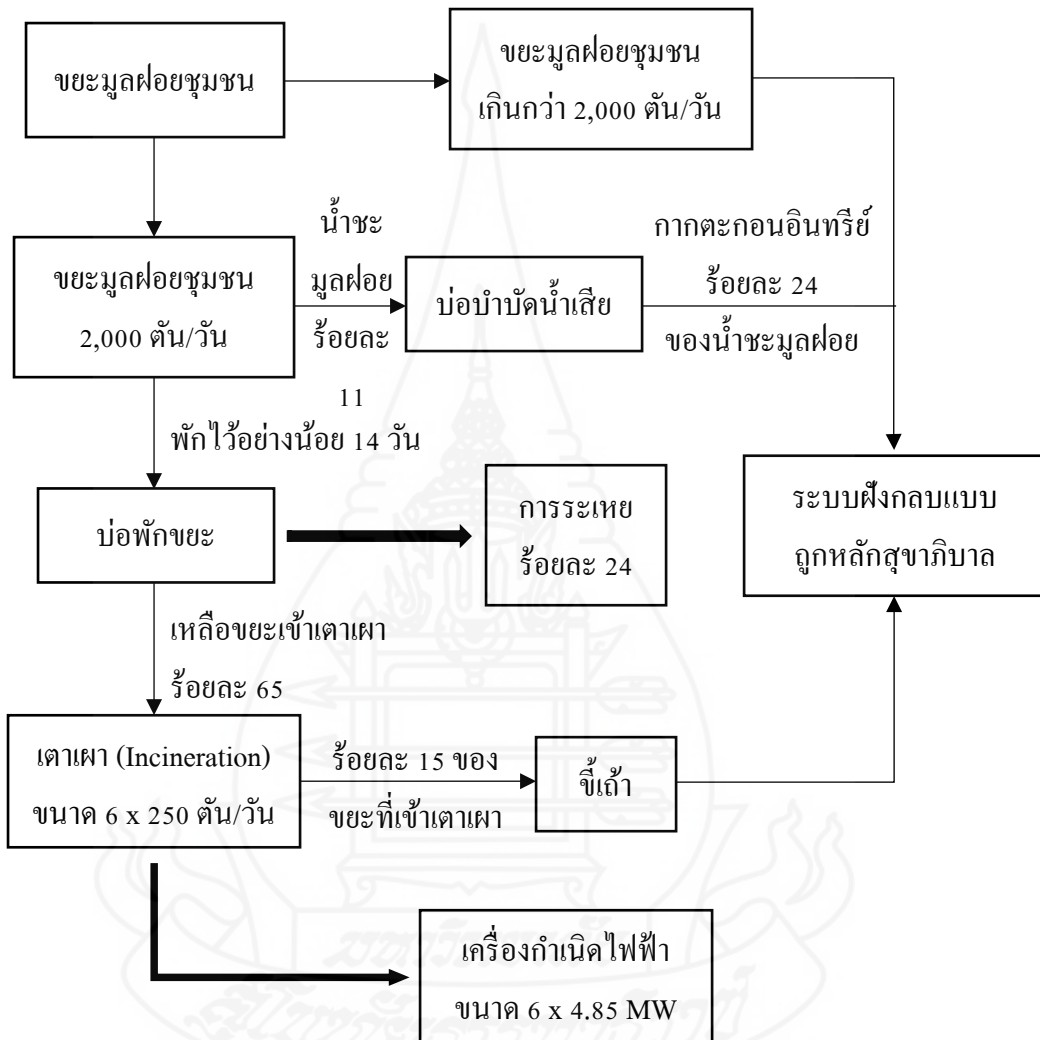 ขยะมูลฝอยชุมชน
ขยะมูลฝอยชุมชน
เกินกว่า 2,000 ตัน/วัน
ขยะมูลฝอยชุมชน
2,000 ตัน/วัน
น้ำชะ
มูลฝอย
ร้อยละ
11
บ่อบำบัดน้ำเสีย
กากตะกอนอินทรีย์
ร้อยละ 24
ของน้ำชะมูลฝอย
พักไว้อย่างน้อย 14 วัน
บ่อพักขยะ
การระเหย
ร้อยละ 24
ระบบฝังกลบแบบ
ถูกหลักสุขาภิบาล
เหลือขยะเข้าเตาเผา
ร้อยละ 65
เตาเผา (Incineration)
ขนาด 6 x 250 ตัน/วัน
ร้อยละ 15 ของ
ขยะที่เข้าเตาเผา
ขี้เถ้า
เครื่องกำเนิดไฟฟ้า
ขนาด 6 x 4.85 MW